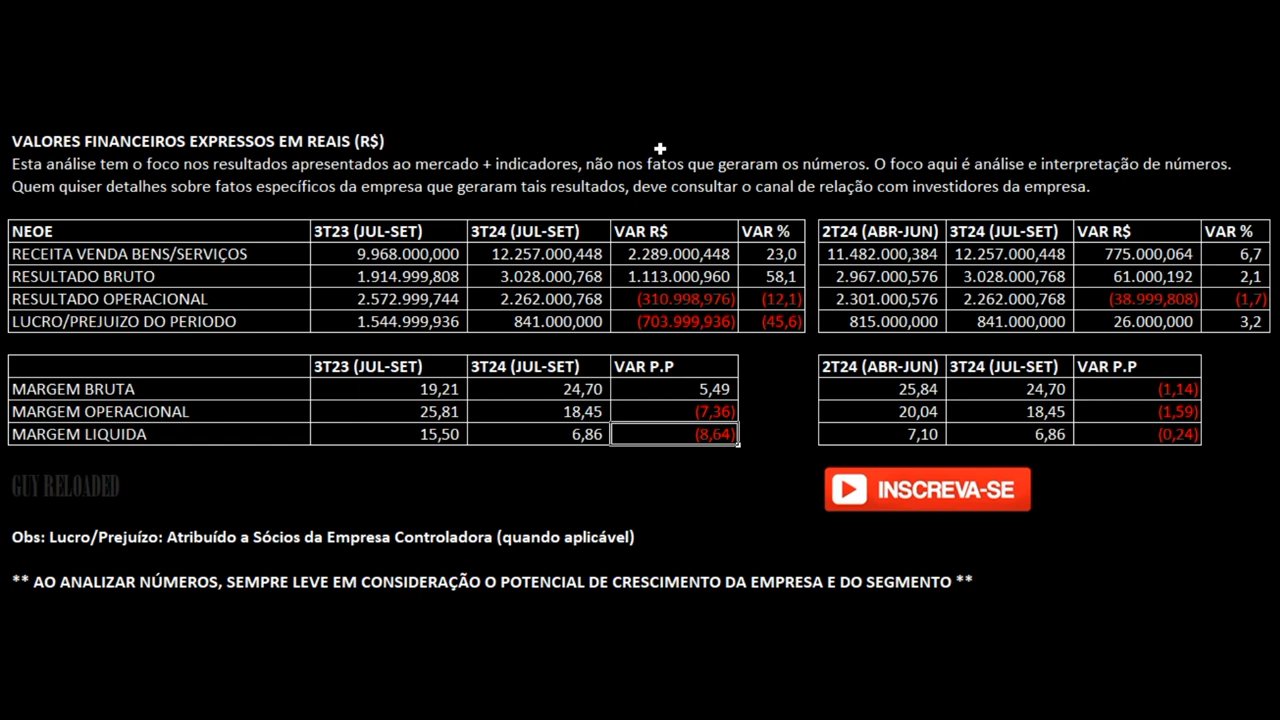 VALORES FINANCEIROS EXPRESSOS EM REAIS (R$)
Esta análise tem o foco nos resultados apresentados ao mercado + indicadores, não nos fatos que geraram os números. O foco aqui é análise e interpretação de números.
Quem quiser detalhes sobre fatos específicos da empresa que geraram tais resultados, deve consultar o canal de relação com investidores da empresa.
NEOE 3T23 (JUL-SET) 3T24 (JUL-SET) VAR R$ VAR % 2T24 (ABR-JUN) 3T24 (JUL-SET) VAR R$ VAR %
RECEITA VENDA BENS/SERVIÇOS 9.968.000,000 12.257.000,448 2.289.000,448 23,0 11.482.000,384 12.257.000,448 775.000,064 6,7
RESULTADO BRUTO 1.914.999,808 3.028.000,768 1.113.000,960 58,1 2.967.000,576 3.028.000,768 61.000,192 2,1
RESULTADO OPERACIONAL 2.572.999,744 2.262.000,768 (310.998,976) (12,1) 2.301.000,576 2.262.000,768 (38.999,808) (1,7)
LUCRO/PREJUIZO DO PERIODO 1.544.999,936 841.000,000 (703.999,936) (45,6) 815.000,000 841.000,000 26.000,000 3,2
3T23 (JUL-SET) 3T24 (JUL-SET) VAR P.P 2T24 (ABR-JUN) 3T24 (JUL-SET) VAR P.P
MARGEM BRUTA 19,21 24,70 5,49 25,84 24,70 (1,14)
MARGEM OPERACIONAL 25,81 18,45 (7,36) 20,04 18,45 (1,59)
MARGEM LIQUIDA 15,50 6,86 (8,64) 7,10 6,86 (0,24)
GUY RELOADED
INSCREVA-SE
Obs: Lucro/Prejuízo: Atribuído a Sócios da Empresa Controladora (quando aplicável)
** AO ANALIZAR NÚMEROS, SEMPRE LEVE EM CONSIDERAÇÃO O POTENCIAL DE CRESCIMENTO DA EMPRESA E DO SEGMENTO **